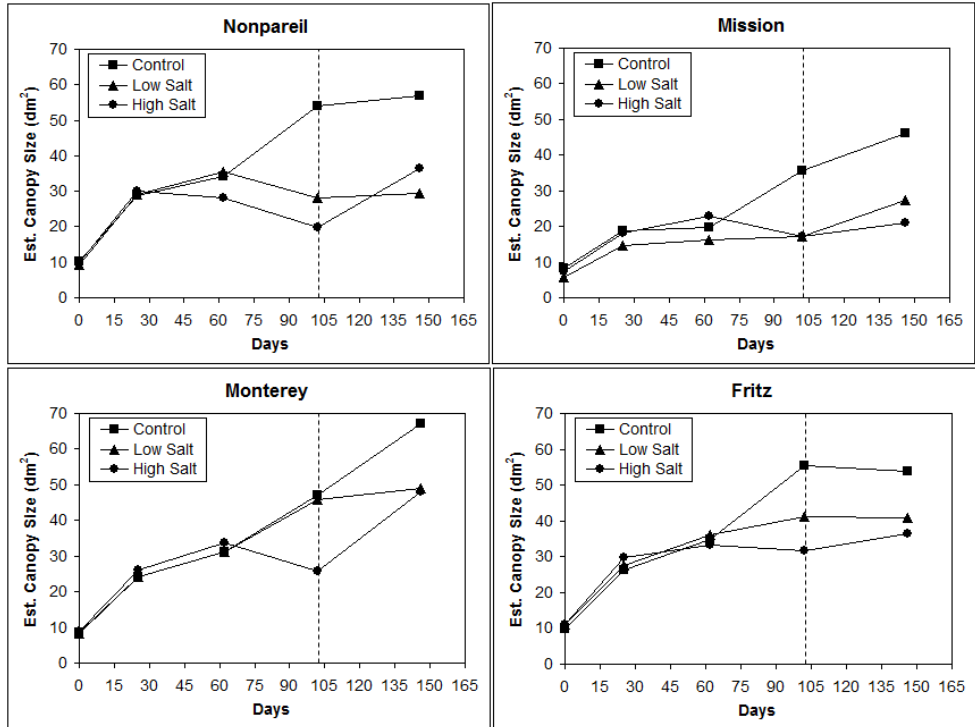 Nonpareil
Est. Canopy Size (dm²)
70
60
50
40
30
20
10
0
Control
Low Salt
High Salt
0 15 30 45 60 75 90 105 120 135 150 165
Days
Mission
Est. Canopy Size (dm²)
70
60
50
40
30
20
10
0
Control
Low Salt
High Salt
0 15 30 45 60 75 90 105 120 135 150 165
Days
Monterey
Est. Canopy Size (dm²)
70
60
50
40
30
20
10
0
Control
Low Salt
High Salt
0 15 30 45 60 75 90 105 120 135 150 165
Days
Fritz
Est. Canopy Size (dm²)
70
60
50
40
30
20
10
0
Control
Low Salt
High Salt
0 15 30 45 60 75 90 105 120 135 150 165
Days